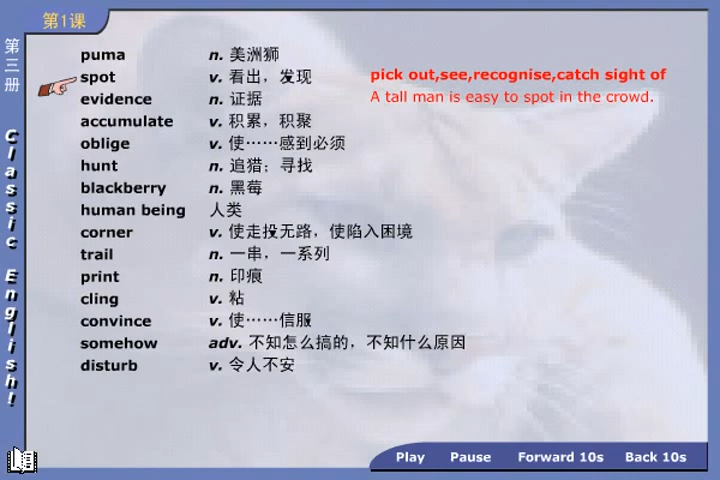 第1课
第三册
Classic English!
puma n. 美洲狮
spot v. 看出，发现
pick out,see,recognise,catch sight of
evidence n. 证据
A tall man is easy to spot in the crowd.
accumulate v. 积累，积聚
oblige v. 使……感到必须
hunt n. 追猎；寻找
blackberry n. 黑莓
human being 人类
corner v. 使走投无路，使陷入困境
trail n. 一串，一系列
print n. 印痕
cling v. 粘
convince v. 使……信服
somehow adv. 不知怎么搞的，不知什么原因
disturb v. 令人不安
Play Pause Forward 10s Back 10s